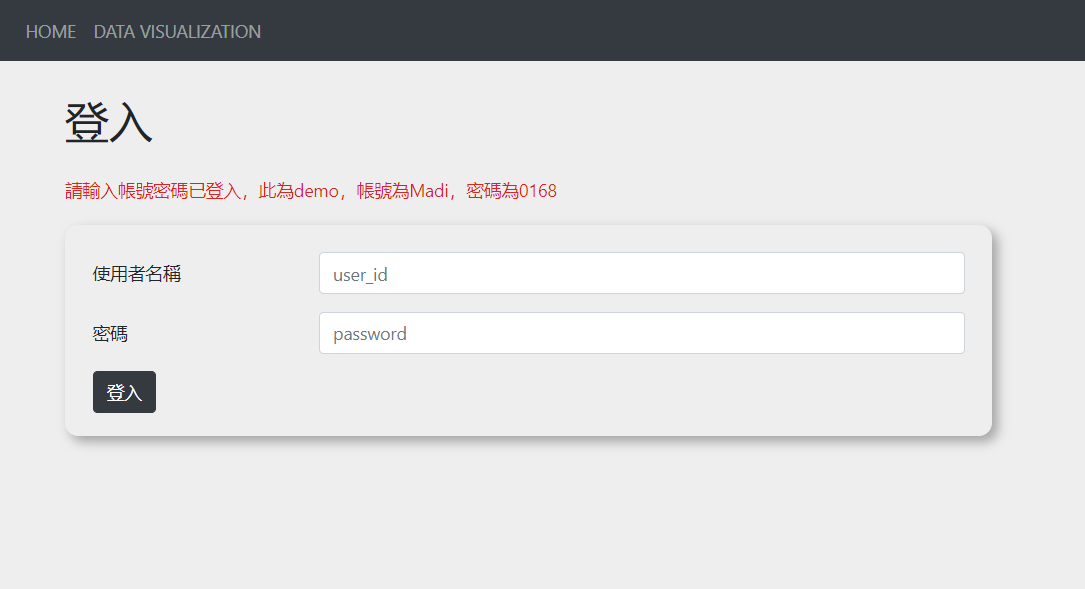 HOME DATA VISUALIZATION
登入
請輸入帳號密碼已登入，此為demo，帳號為Madi，密碼為0168
使用者名稱 user_id
密碼 password
登入